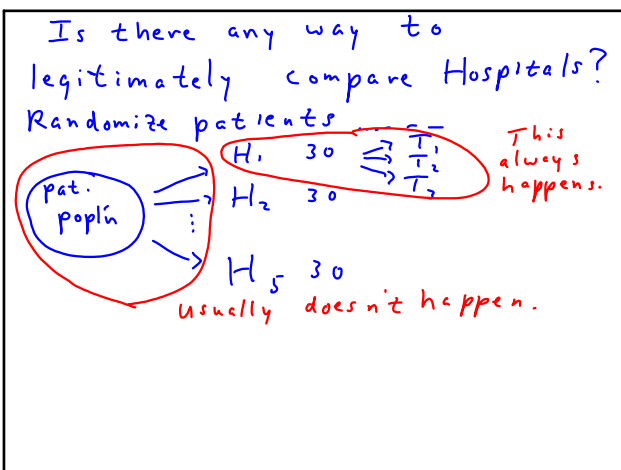 Is there any way to
legitimately compare Hospitals?
Randomize patients
H1 30 T1
T2
T3
This
always
happens.
pat.
popl'n
H2 30
H5 30
usually doesn't happen.